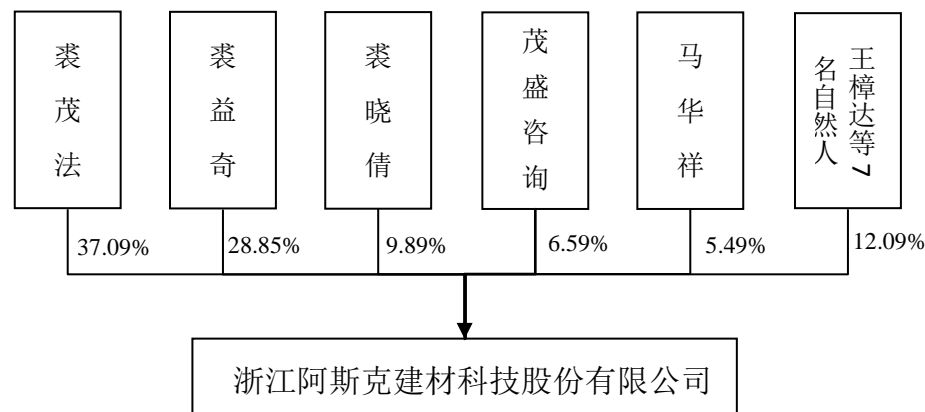 裘茂法
裘益奇
裘晓倩
茂盛咨询
马华祥
王樟达等7
名自然人
37.09%
28.85%
9.89%
6.59%
5.49%
12.09%
浙江阿斯克建材科技股份有限公司